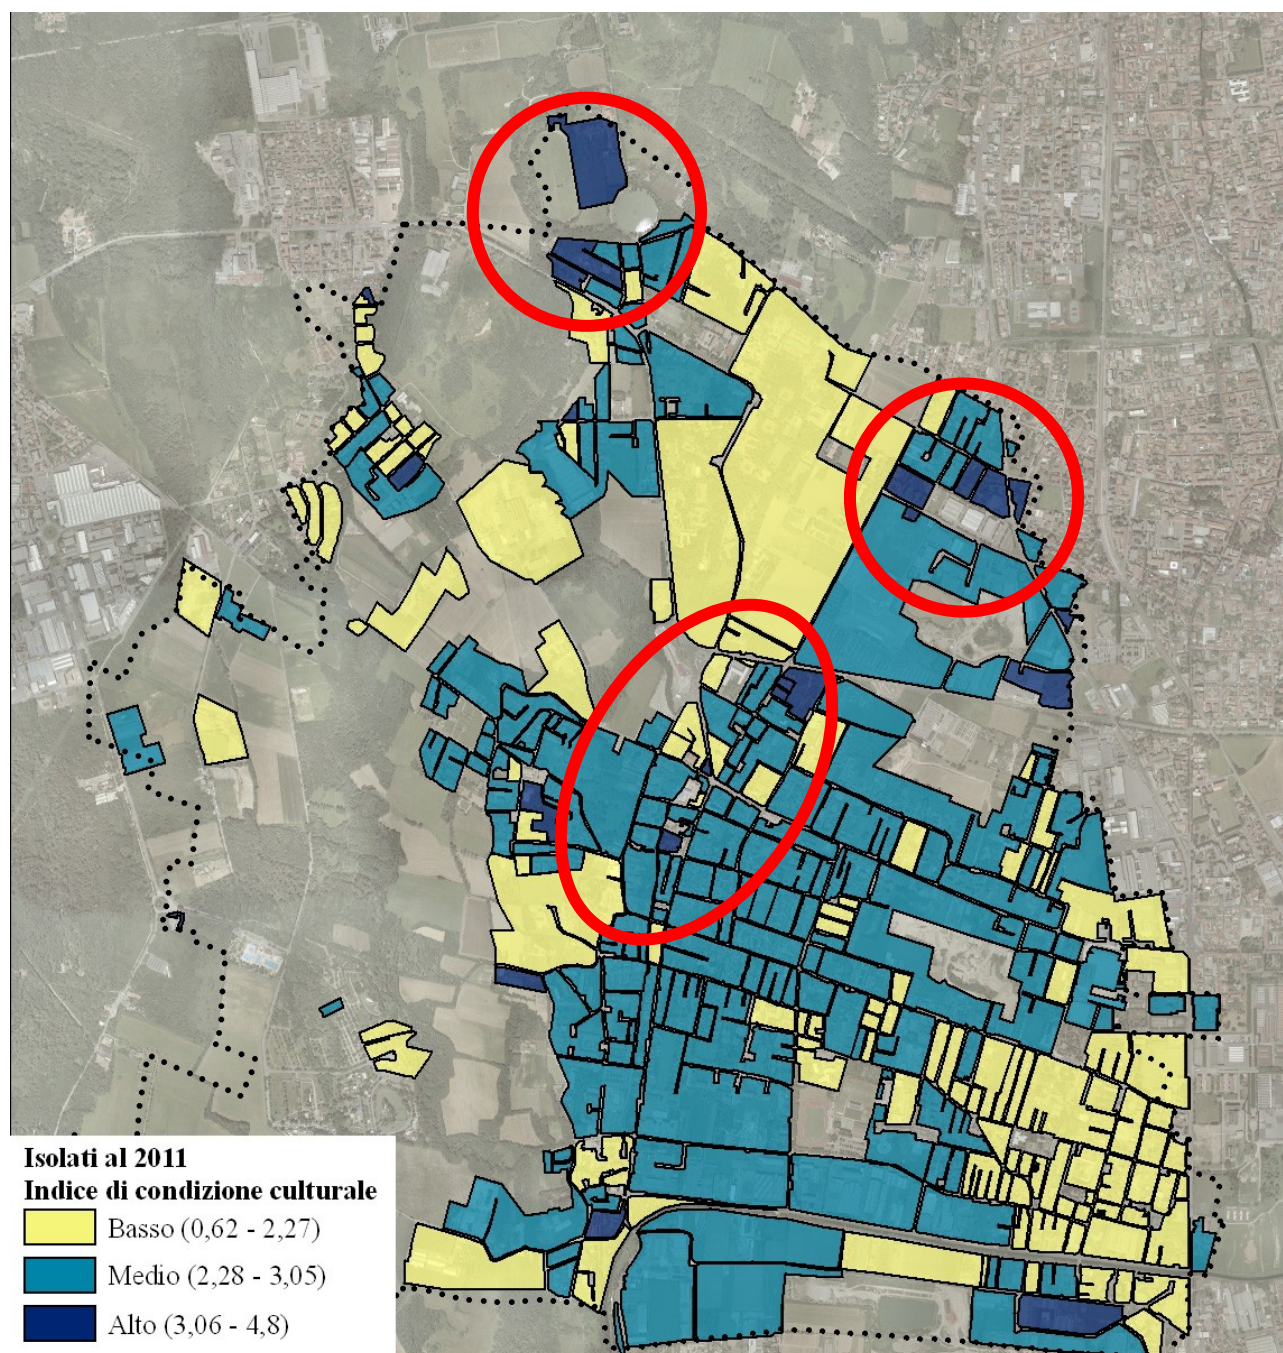 Isolati al 2011
Indice di condizione culturale
Basso (0,62 - 2,27)
Medio (2,28 - 3,05)
Alto (3,06 - 4,8)